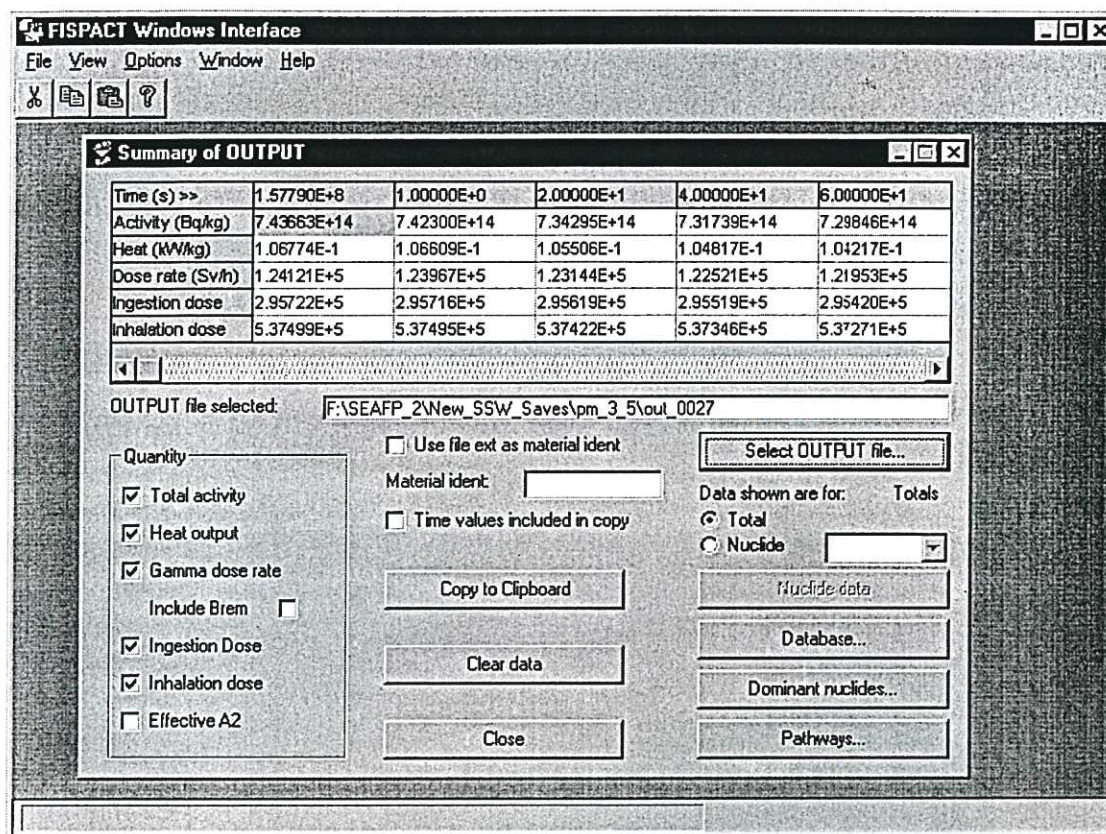 FISPACT Windows Interface
File View Options Window Help
Summary of OUTPUT
Time (s) >> 1.57790E+8 1.00000E+0 2.00000E+1 4.00000E+1 6.00000E+1
Activity (Bq/kg) 7.43663E+14 7.42300E+14 7.34295E+14 7.31739E+14 7.29846E+14
Heat (kW/kg) 1.06774E-1 1.06609E-1 1.05506E-1 1.04817E-1 1.04217E-1
Dose rate (Sv/h) 1.24121E+5 1.23967E+5 1.23144E+5 1.22521E+5 1.21953E+5
Ingestion dose 2.95722E+5 2.95716E+5 2.95619E+5 2.95519E+5 2.95420E+5
Inhalation dose 5.37499E+5 5.37495E+5 5.37422E+5 5.37346E+5 5.37271E+5
OUTPUT file selected: F:\SEAFP_2\New_SSW_Saves\pm_3_5\out_0027
Quantity
Total activity
Heat output
Gamma dose rate
Include Brem
Ingestion Dose
Inhalation dose
Effective A2
Use file ext as material ident
Material ident:
Time values included in copy
Copy to Clipboard
Clear data
Close
Select OUTPUT file...
Data shown are for: Totals
Total
Nuclide
Nuclide data
Database...
Dominant nuclides...
Pathways...